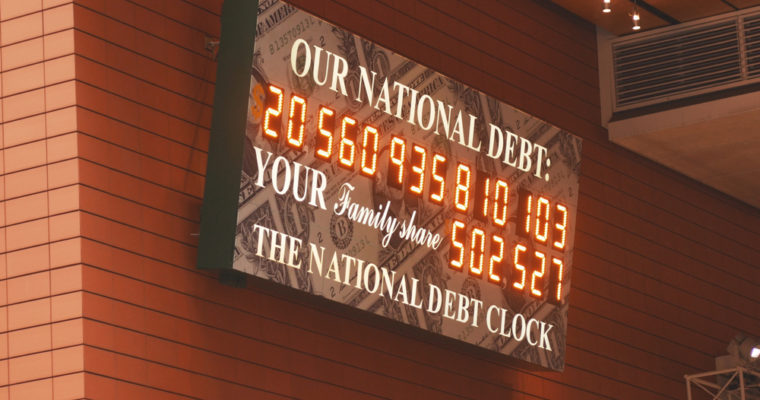 OUR NATIONAL DEBT:
20 560 935 810 103
YOUR Family share 502 527
THE NATIONAL DEBT CLOCK